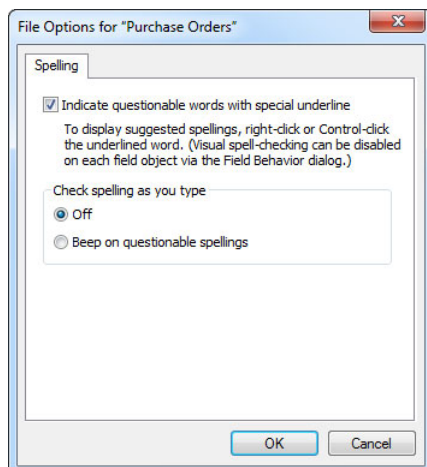 File Options for “Purchase Orders”
Spelling
Indicate questionable words with special underline
To display suggested spellings, right-click or Control-click
the underlined word. (Visual spell-checking can be disabled
on each field object via the Field Behavior dialog.)
Check spelling as you type
Off
Beep on questionable spellings
OK
Cancel